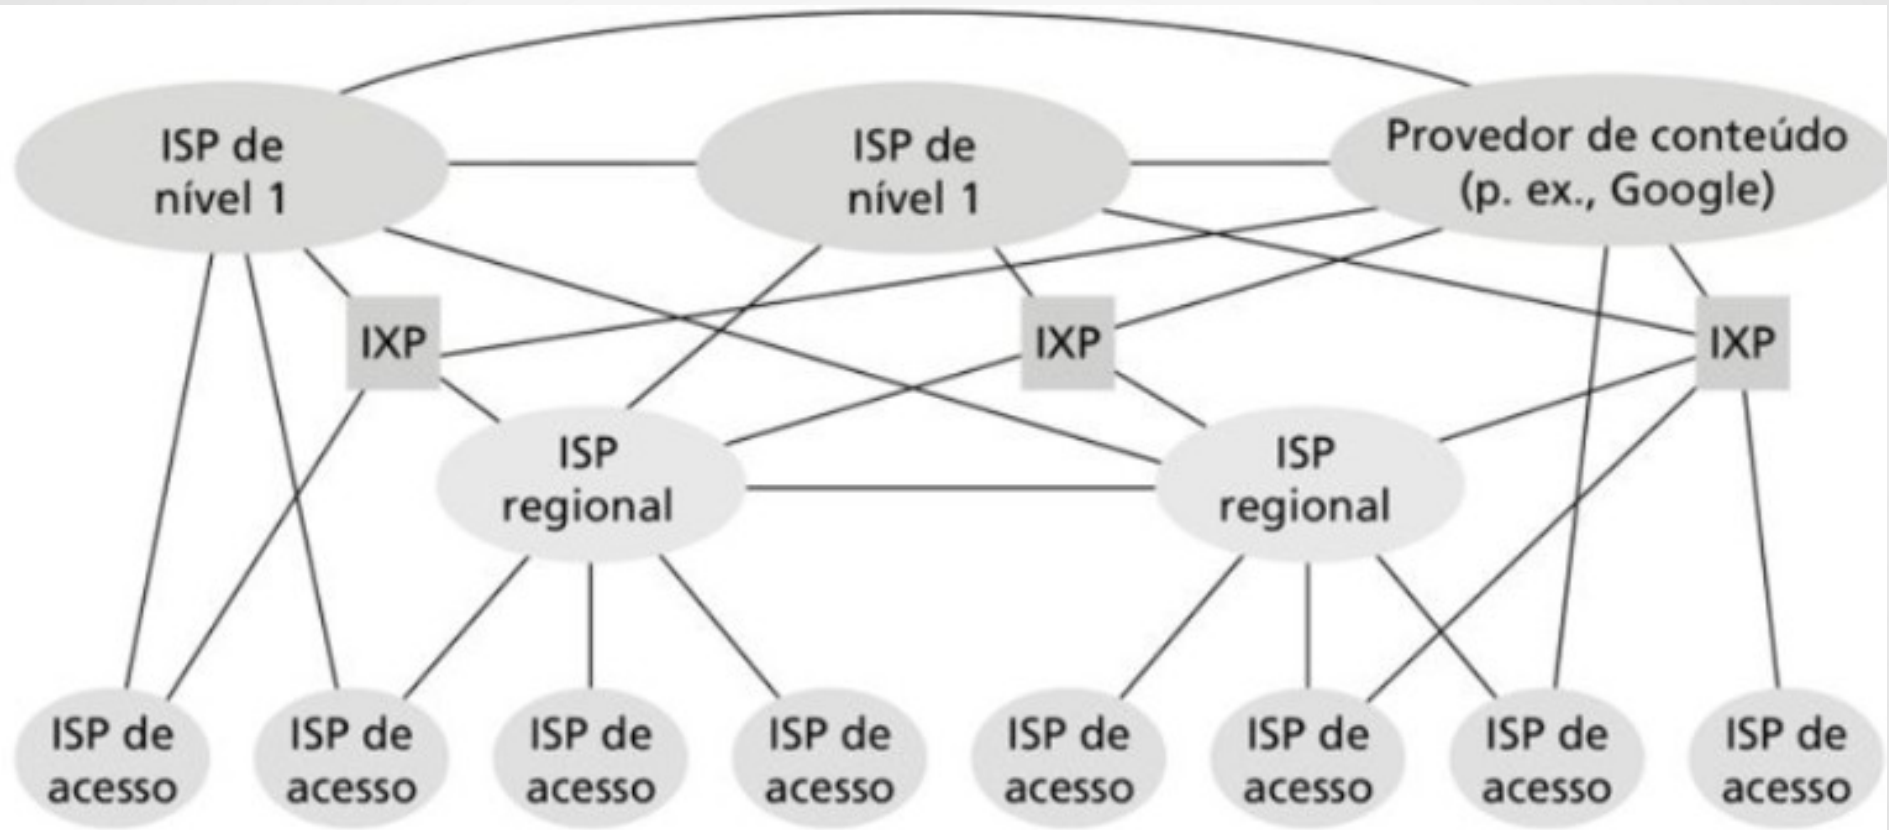 ISP de
nível 1
ISP de
nível 1
Provedor de conteúdo
(p. ex., Google)
IXP
IXP
IXP
ISP
regional
ISP
regional
ISP de
acesso
ISP de
acesso
ISP de
acesso
ISP de
acesso
ISP de
acesso
ISP de
acesso
ISP de
acesso
ISP de
acesso